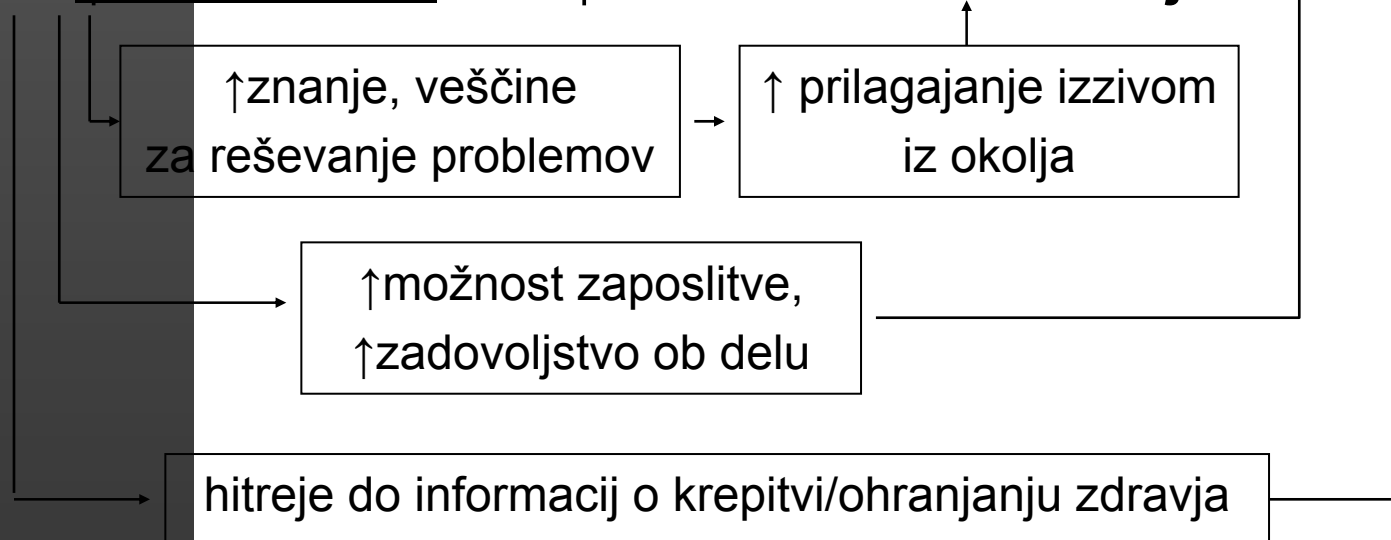 ↑znanje, veščine
za reševanje problemov
↑ prilagajanje izzivom
iz okolja
↑možnost zaposlitve,
↑zadovoljstvo ob delu
hitreje do informacij o krepitvi/ohranjanju zdravja